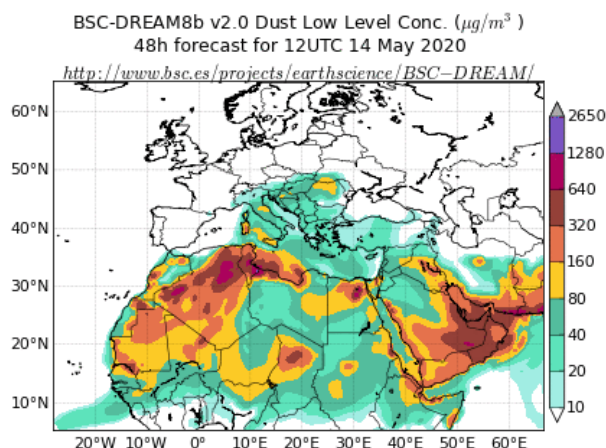 BSC-DREAM8b v2.0 Dust Low Level Conc. (μg/m³ )
48h forecast for 12UTC 14 May 2020
http://www.bsc.es/projects/earthscience/BSC−DREAM/
60°N
50°N
40°N
30°N
20°N
10°N
20°W 10°W 0° 10°E 20°E 30°E 40°E 50°E 60°E
2650
1280
640
320
160
80
40
20
10